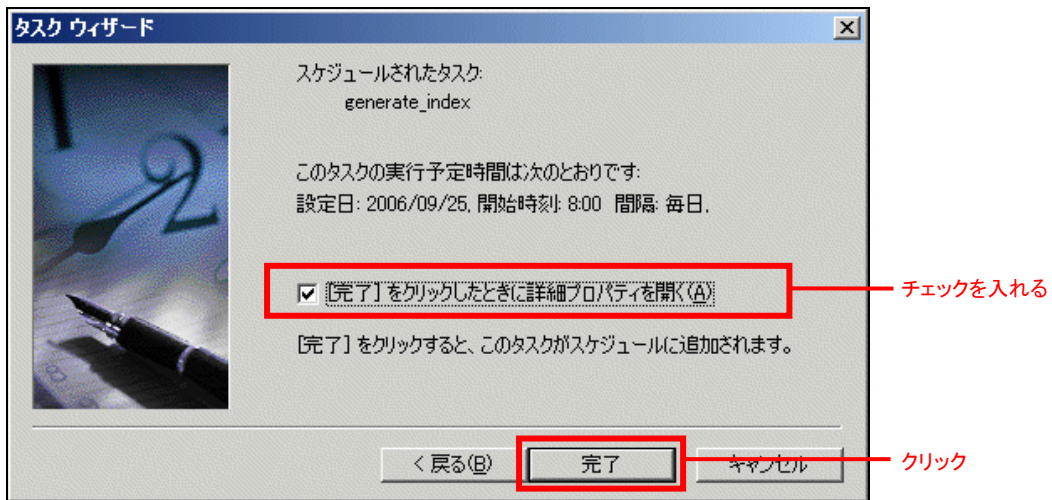 タスク ウィザード
スケジュールされたタスク:
generate_index
このタスクの実行予定時間は次のとおりです:
設定日: 2006/09/25, 開始時刻: 8:00 間隔: 毎日,
[完了] をクリックしたときに詳細プロパティを開く(A)
チェックを入れる
[完了] をクリックすると、このタスクがスケジュールに追加されます。
< 戻る(B)
完了
キャンセル
クリック